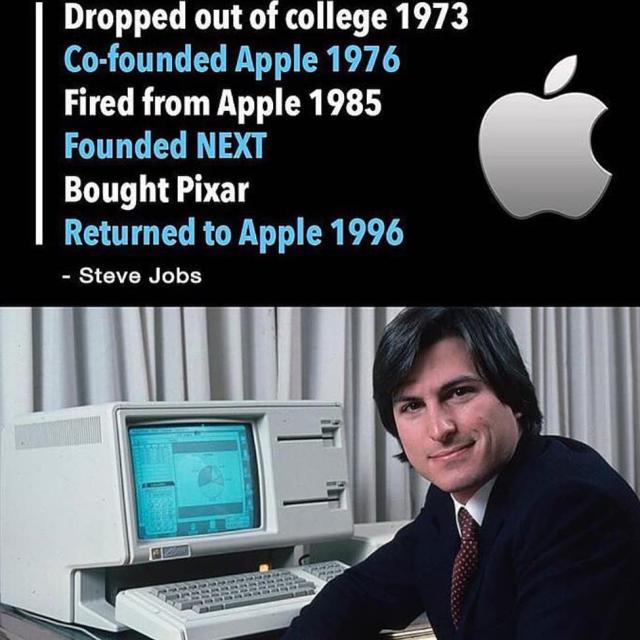 Dropped out of college 1973
Co-founded Apple 1976
Fired from Apple 1985
Founded NEXT
Bought Pixar
Returned to Apple 1996
- Steve Jobs